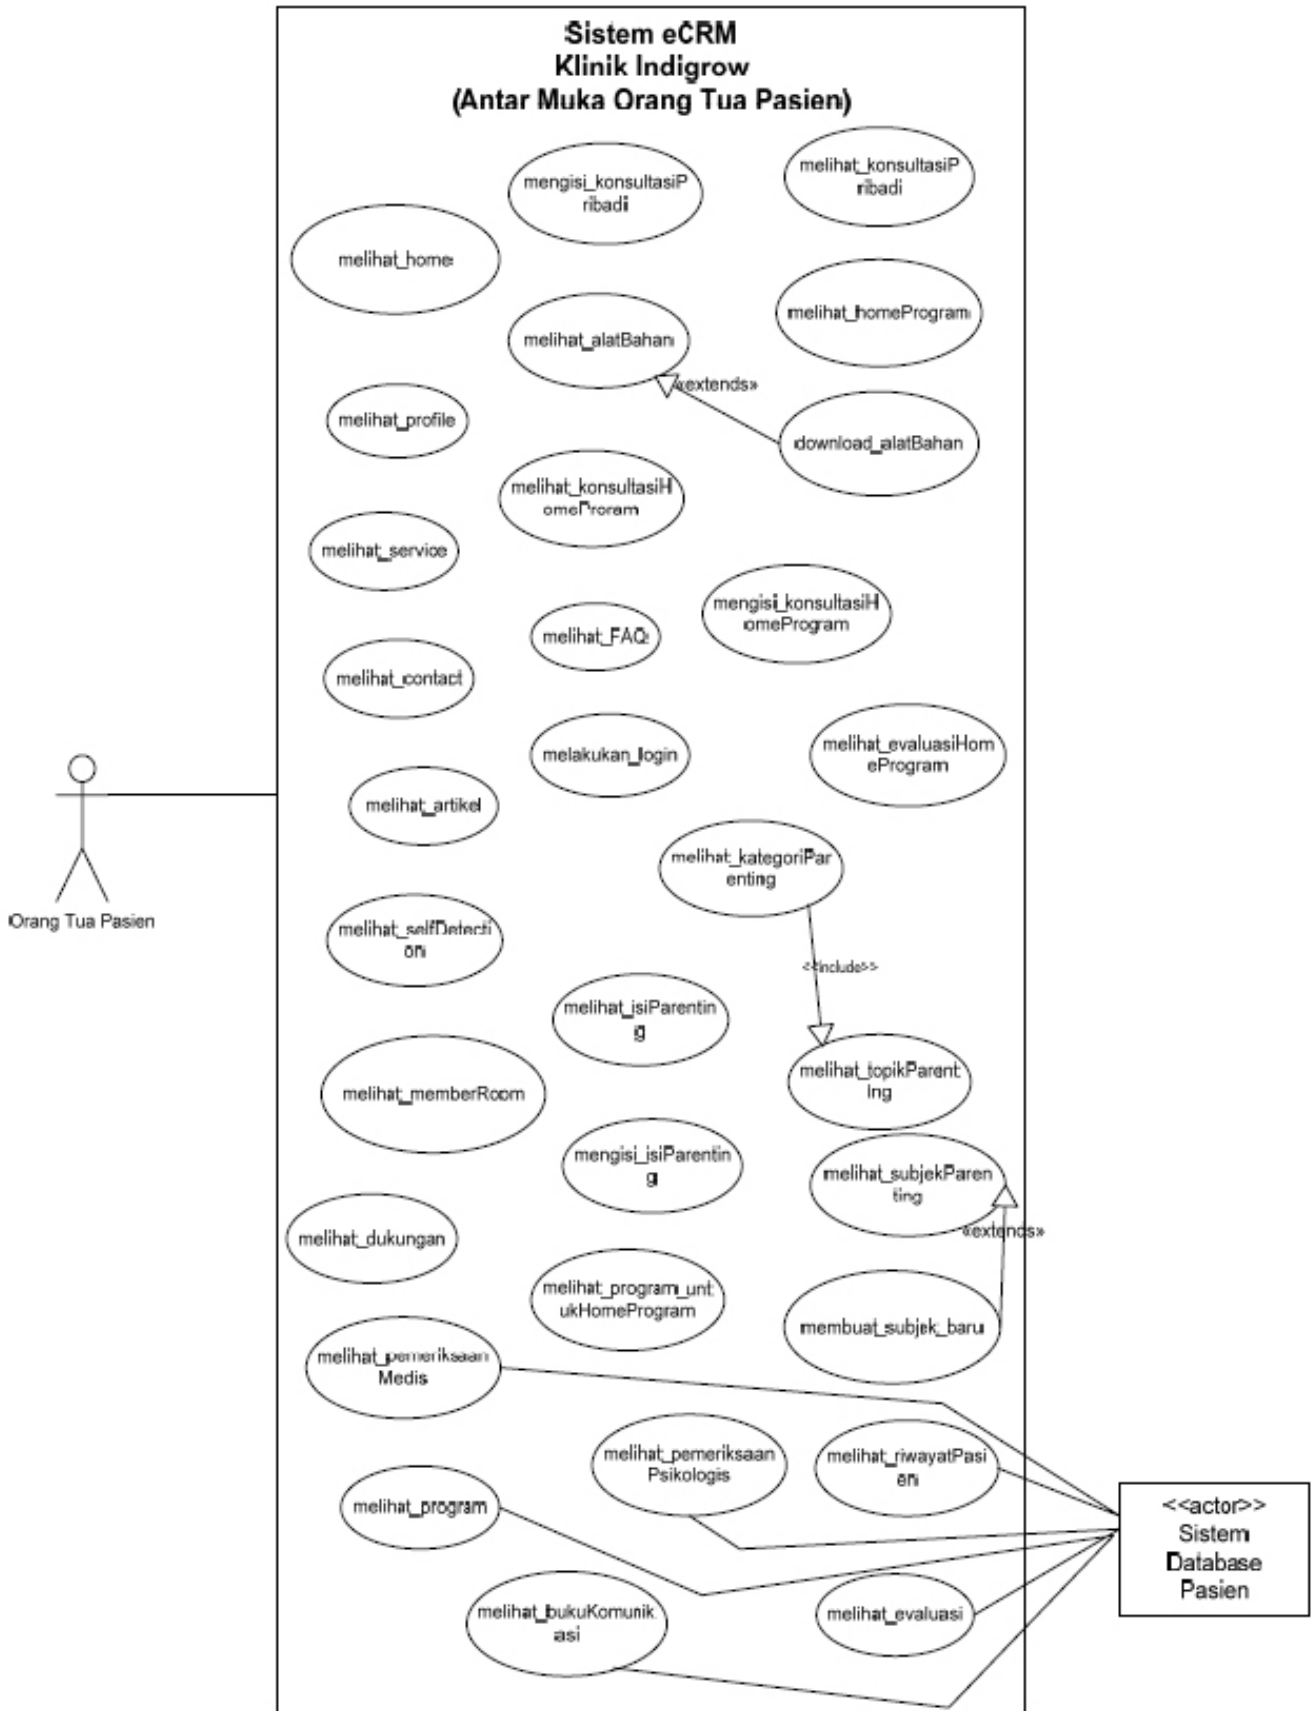 Sistem eCRM
Klinik Indigrow
(Antar Muka Orang Tua Pasien)
mengisi_konsultasiP
ribadi
melihat_konsultasiP
ribadi
melihat_home
melihat_homeProgram
melihat_alatBahan
«extends»
melihat_profile
download_alatBahan
melihat_konsultasiH
omeProram
melihat_service
mengisi_konsultasiH
omeProgram
melihat_FAQ
melihat_contact
melakukan_login
melihat_evaluasiHom
eProgram
melihat_artikel
melihat_kategoriPar
enting
Orang Tua Pasien
melihat_selfDetecti
on
<<include>>
melihat_isiParentin
g
melihat_topikParent
ing
melihat_memberRoom
mengisi_isiParentin
g
melihat_subjekParen
ting
«extends»
melihat_dukungan
melihat_program_unt
ukHomeProgram
membuat_subjek_baru
melihat_pemeriksaan
Medis
melihat_pemeriksaan
Psikologis
melihat_riwayatPasi
en
melihat_program
<<actor>>
Sistem
Database
Pasien
melihat_bukuKomunik
asi
melihat_evaluasi